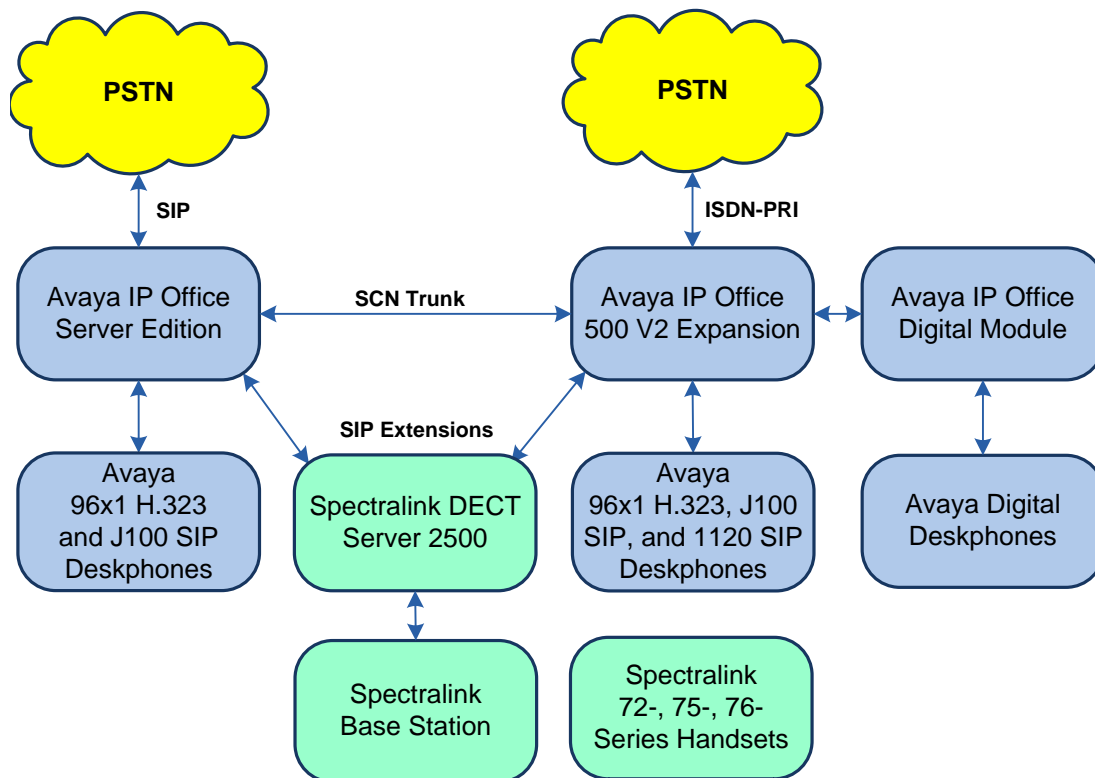 PSTN
PSTN
SIP
ISDN-PRI
Avaya IP Office
Server Edition
SCN Trunk
Avaya IP Office
500 V2 Expansion
Avaya IP Office
Digital Module
SIP Extensions
Avaya
96x1 H.323
and J100 SIP
Deskphones
Spectralink DECT
Server 2500
Avaya
96x1 H.323, J100
SIP, and 1120 SIP
Deskphones
Avaya Digital
Deskphones
Spectralink
Base Station
Spectralink
72-, 75-, 76-
Series Handsets